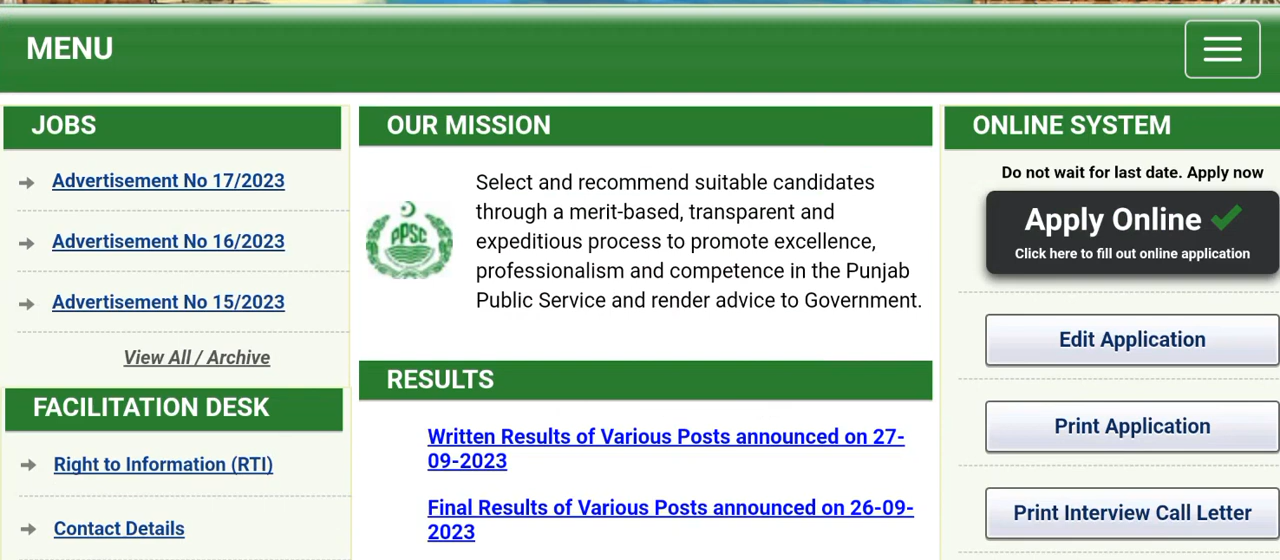 MENU
JOBS
Advertisement No 17/2023
Advertisement No 16/2023
Advertisement No 15/2023
View All / Archive
FACILITATION DESK
Right to Information (RTI)
Contact Details
OUR MISSION
PPSC
Select and recommend suitable candidates
through a merit-based, transparent and
expeditious process to promote excellence,
professionalism and competence in the Punjab
Public Service and render advice to Government.
RESULTS
Written Results of Various Posts announced on 27-
09-2023
Final Results of Various Posts announced on 26-09-
2023
ONLINE SYSTEM
Do not wait for last date. Apply now
Apply Online
Click here to fill out online application
Edit Application
Print Application
Print Interview Call Letter